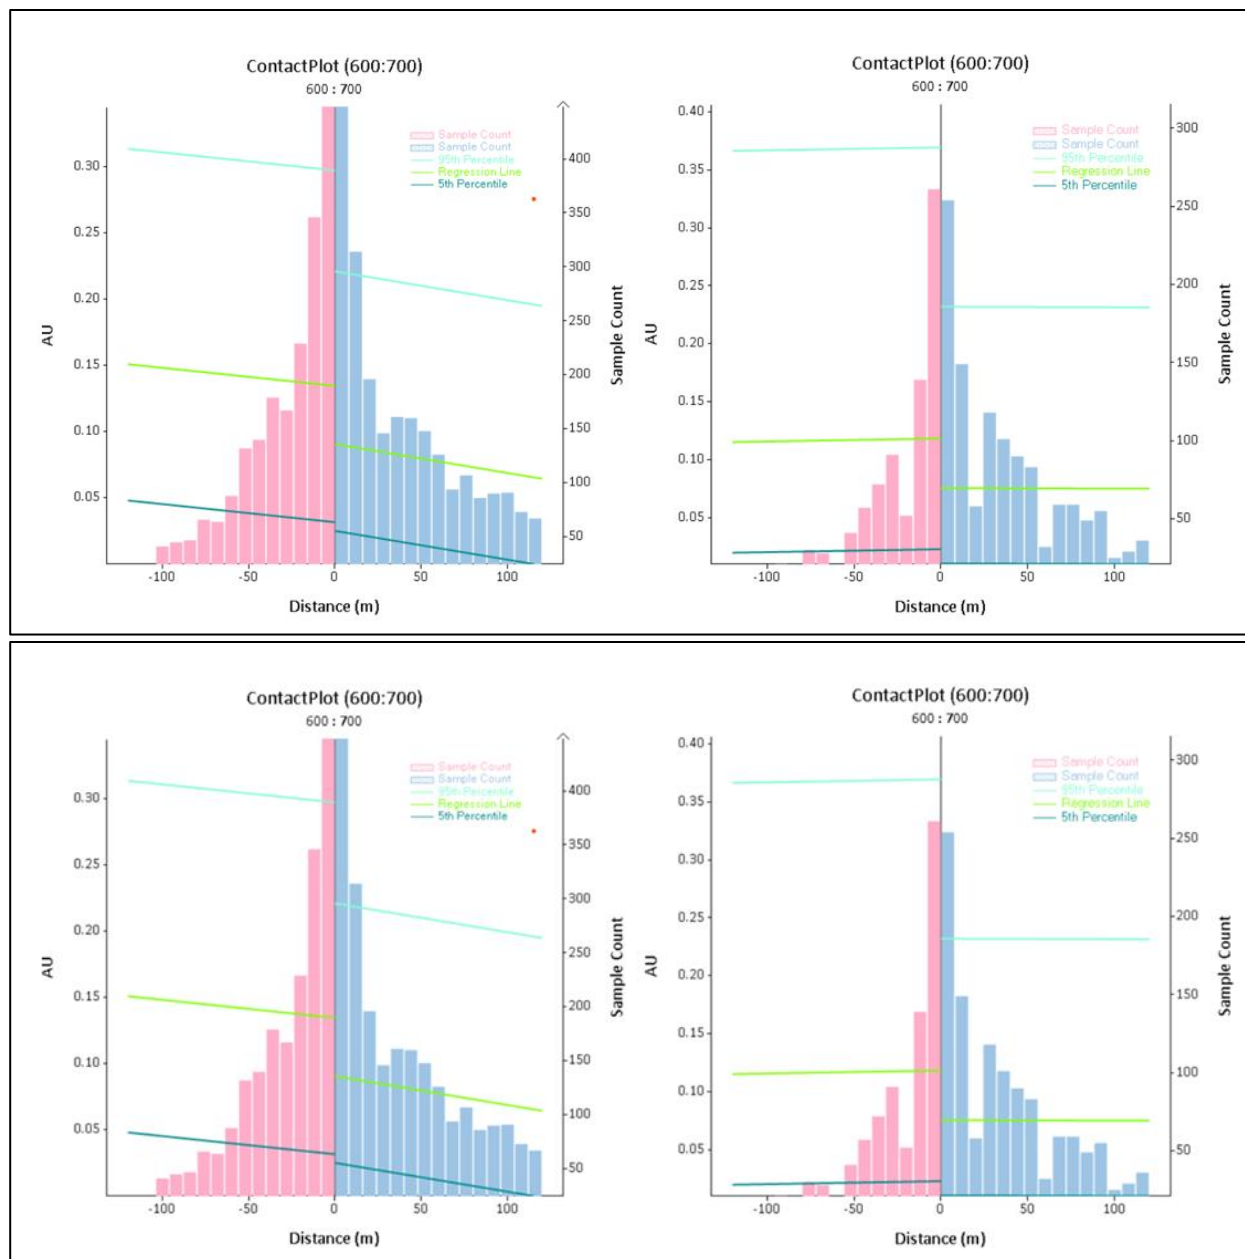 ContactPlot (600:700)
600 : 700
Sample Count
Sample Count
95th Percentile
Regression Line
5th Percentile
0.30
0.25
0.20
0.15
0.10
0.05
AU
400
350
300
250
200
150
100
50
Sample Count
-100 -50 0 50 100
Distance (m)
ContactPlot (600:700)
600 : 700
Sample Count
Sample Count
95th Percentile
Regression Line
5th Percentile
0.40
0.35
0.30
0.25
0.20
0.15
0.10
0.05
AU
300
250
200
150
100
50
Sample Count
-100 -50 0 50 100
Distance (m)
ContactPlot (600:700)
600 : 700
Sample Count
Sample Count
95th Percentile
Regression Line
5th Percentile
0.30
0.25
0.20
0.15
0.10
0.05
AU
400
350
300
250
200
150
100
50
Sample Count
-100 -50 0 50 100
Distance (m)
ContactPlot (600:700)
600 : 700
Sample Count
Sample Count
95th Percentile
Regression Line
5th Percentile
0.40
0.35
0.30
0.25
0.20
0.15
0.10
0.05
AU
300
250
200
150
100
50
Sample Count
-100 -50 0 50 100
Distance (m)